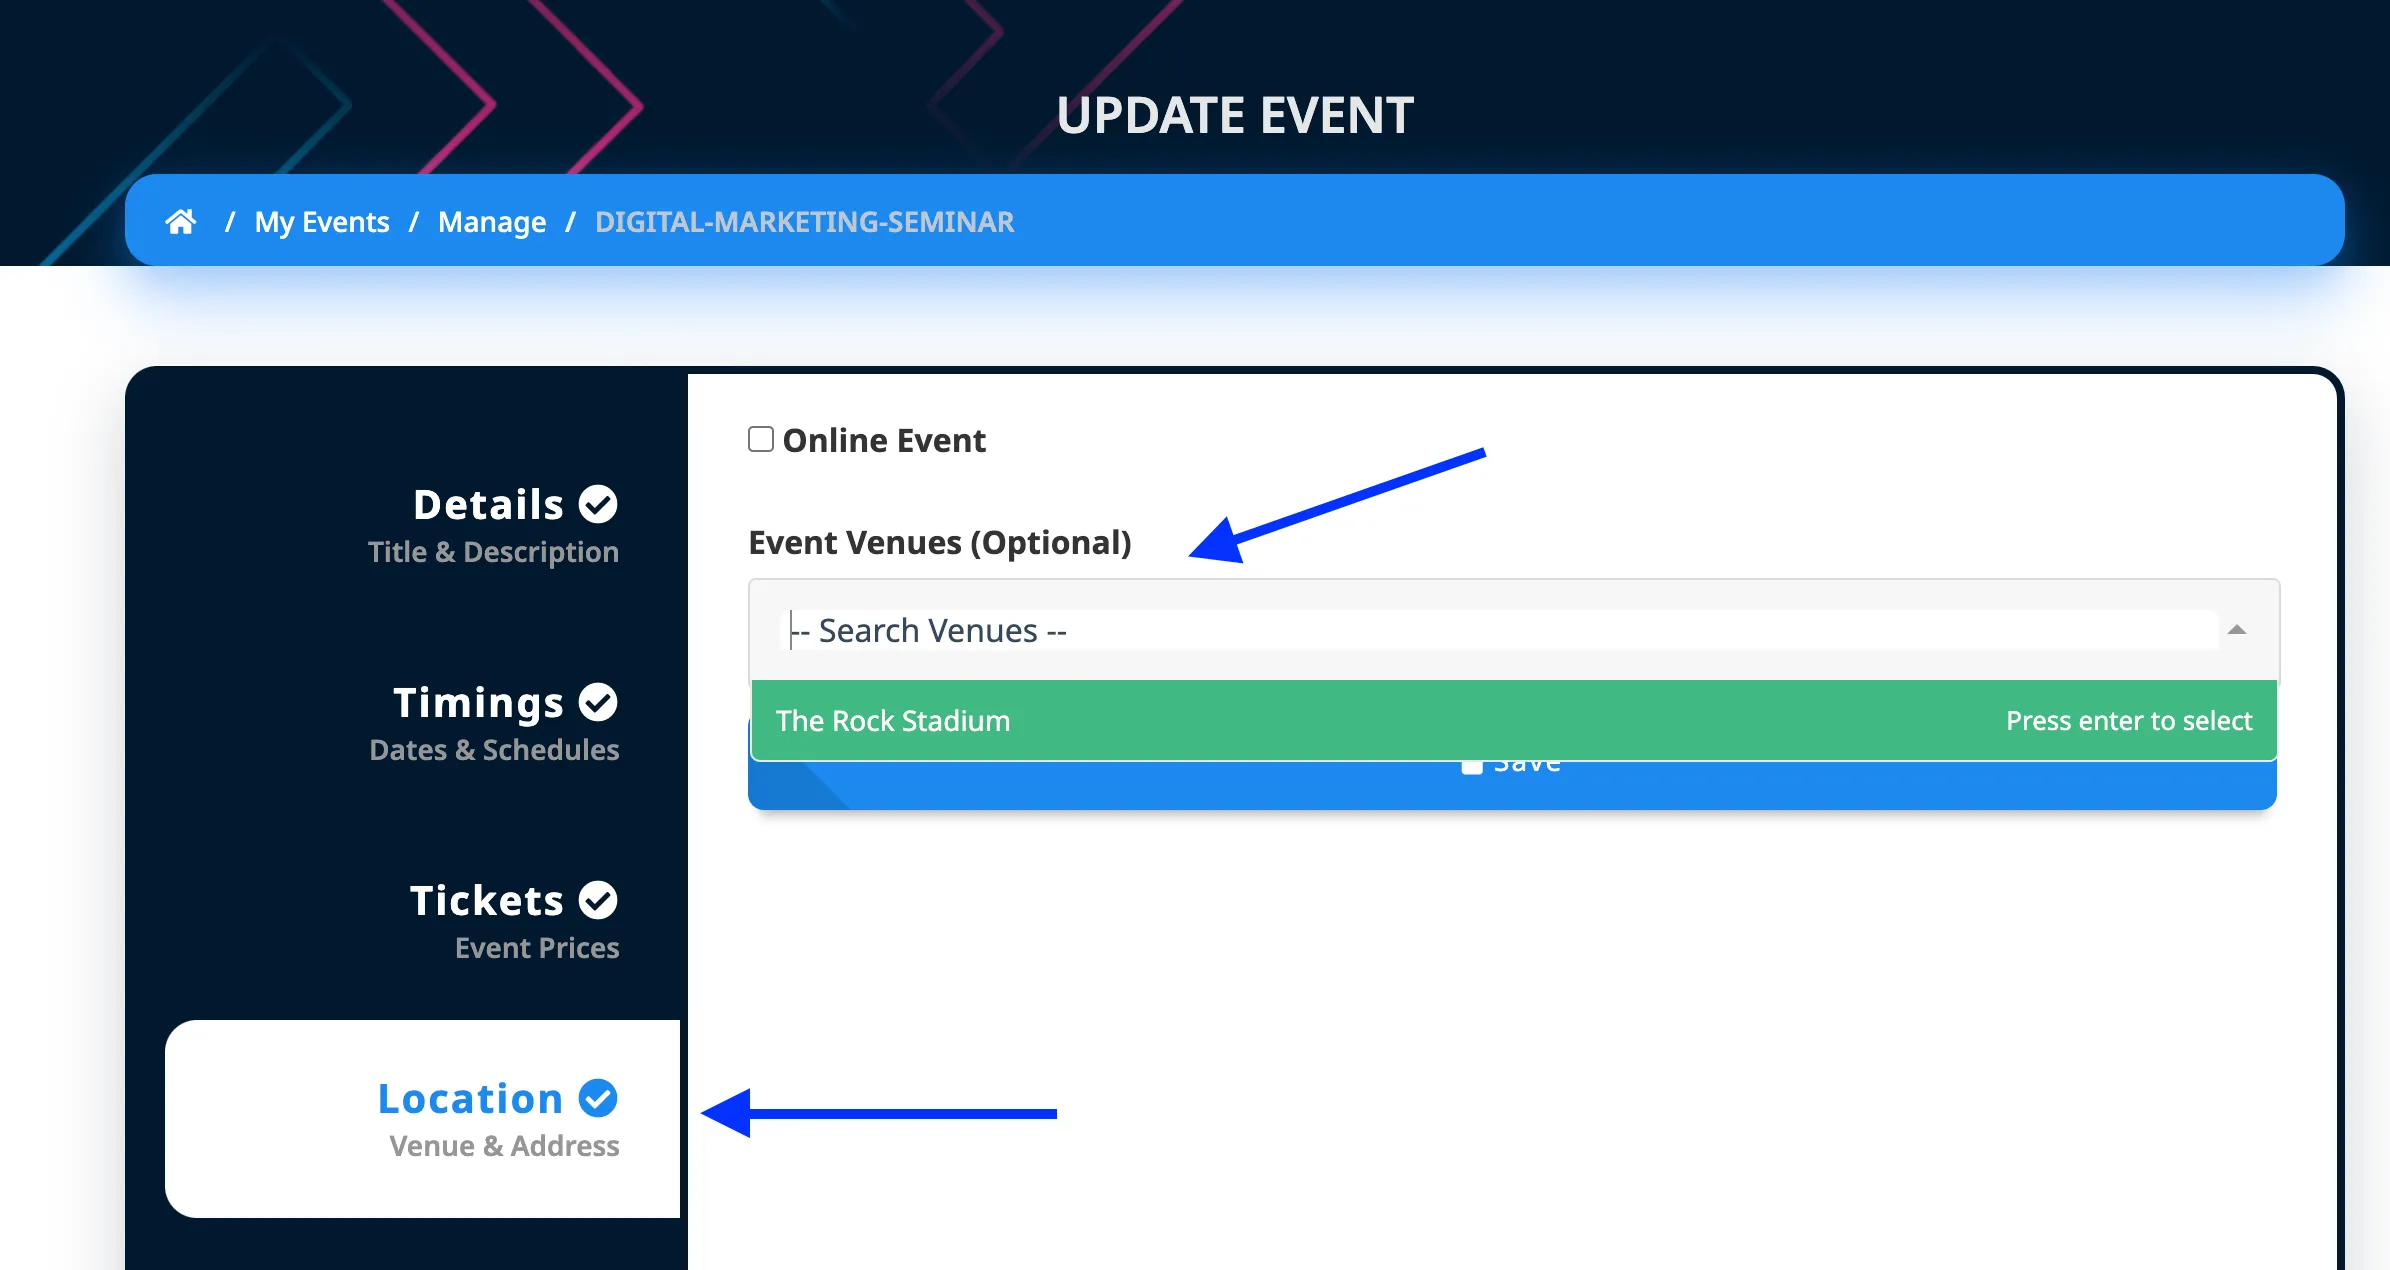 UPDATE EVENT
/ My Events / Manage / DIGITAL-MARKETING-SEMINAR
Details
Title & Description
Timings
Dates & Schedules
Tickets
Event Prices
Location
Venue & Address
Online Event
Event Venues (Optional)
-- Search Venues --
The Rock Stadium Press enter to select
Save